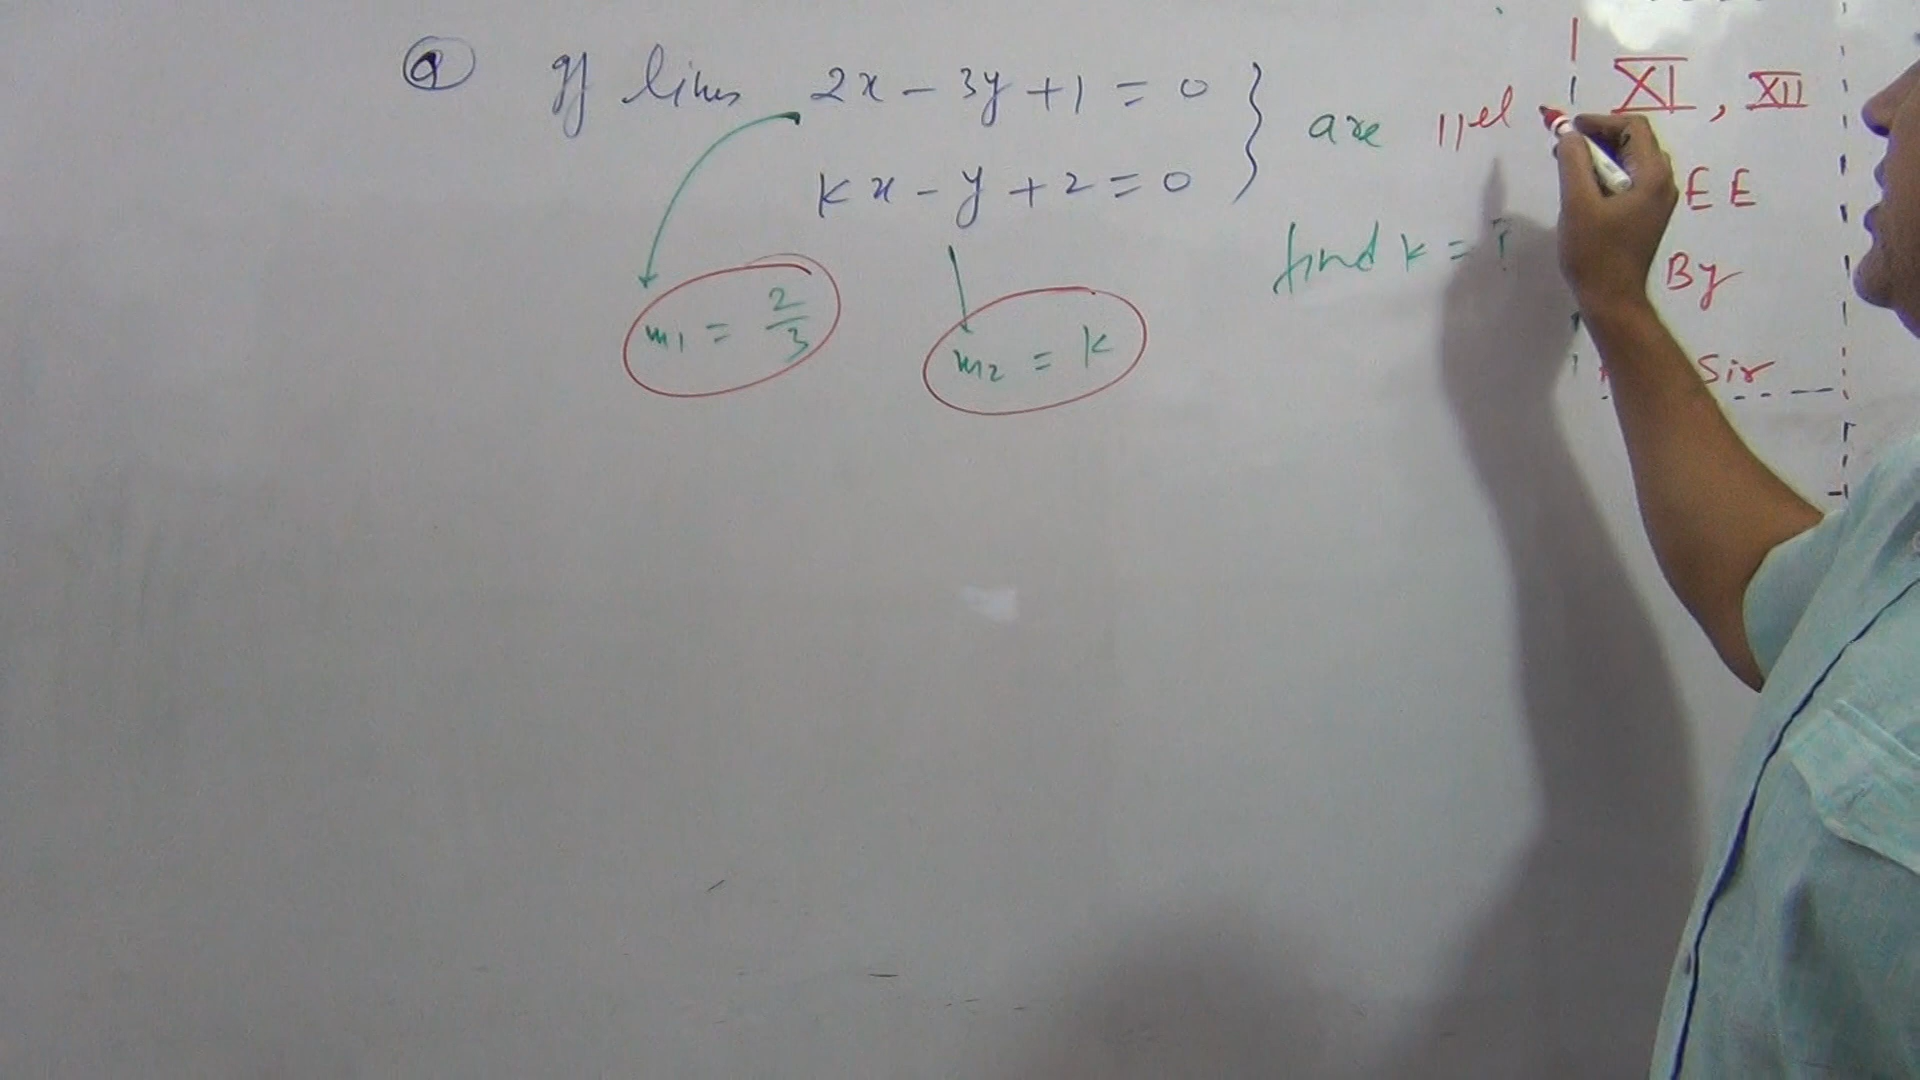 Q If lines 2x - 3y + 1 = 0 } are ||el
kx - y + 2 = 0
find k = ?
m1 = 2/3
m2 = k
XI, XII
EE
By
Sir